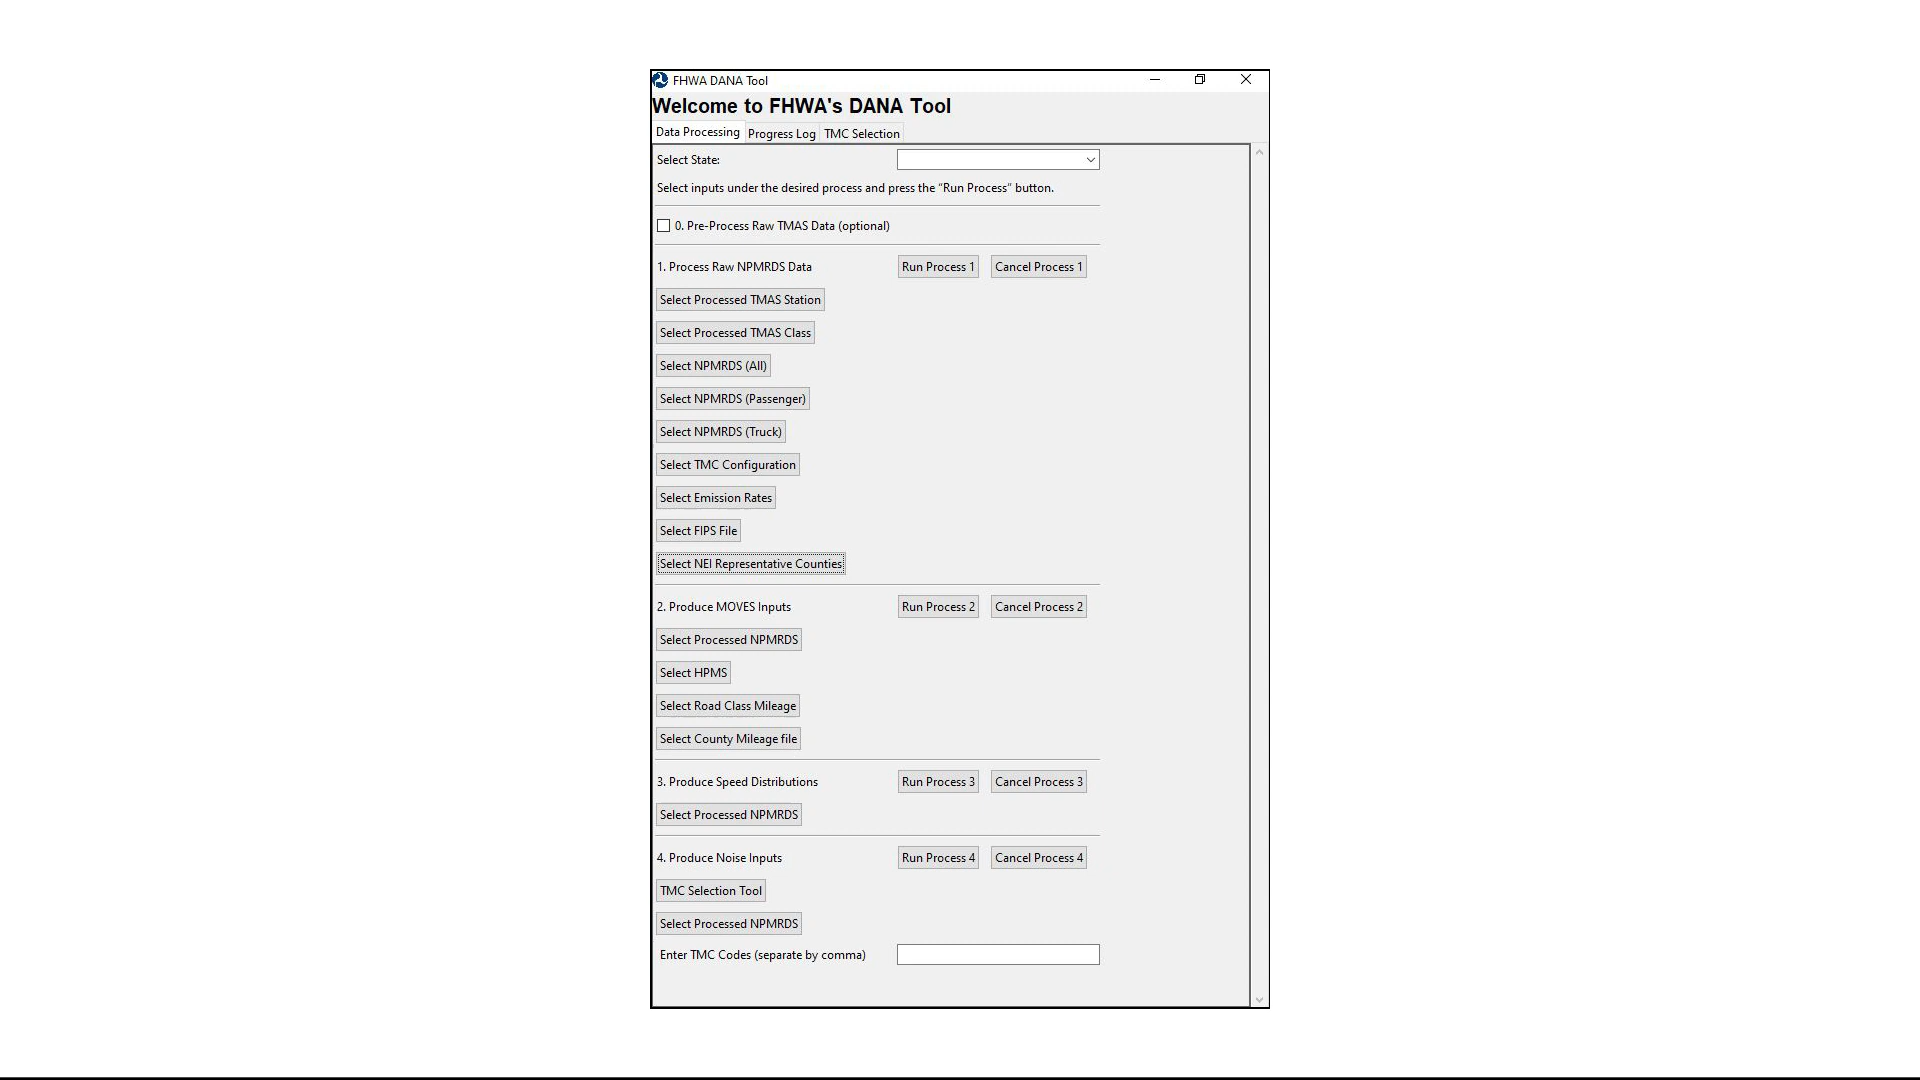 FHWA DANA Tool
Welcome to FHWA's DANA Tool
Data Processing Progress Log TMC Selection
Select State:
Select inputs under the desired process and press the “Run Process” button.
0. Pre-Process Raw TMAS Data (optional)
1. Process Raw NPMRDS Data Run Process 1 Cancel Process 1
Select Processed TMAS Station
Select Processed TMAS Class
Select NPMRDS (All)
Select NPMRDS (Passenger)
Select NPMRDS (Truck)
Select TMC Configuration
Select Emission Rates
Select FIPS File
Select NEI Representative Counties
2. Produce MOVES Inputs Run Process 2 Cancel Process 2
Select Processed NPMRDS
Select HPMS
Select Road Class Mileage
Select County Mileage file
3. Produce Speed Distributions Run Process 3 Cancel Process 3
Select Processed NPMRDS
4. Produce Noise Inputs Run Process 4 Cancel Process 4
TMC Selection Tool
Select Processed NPMRDS
Enter TMC Codes (separate by comma)